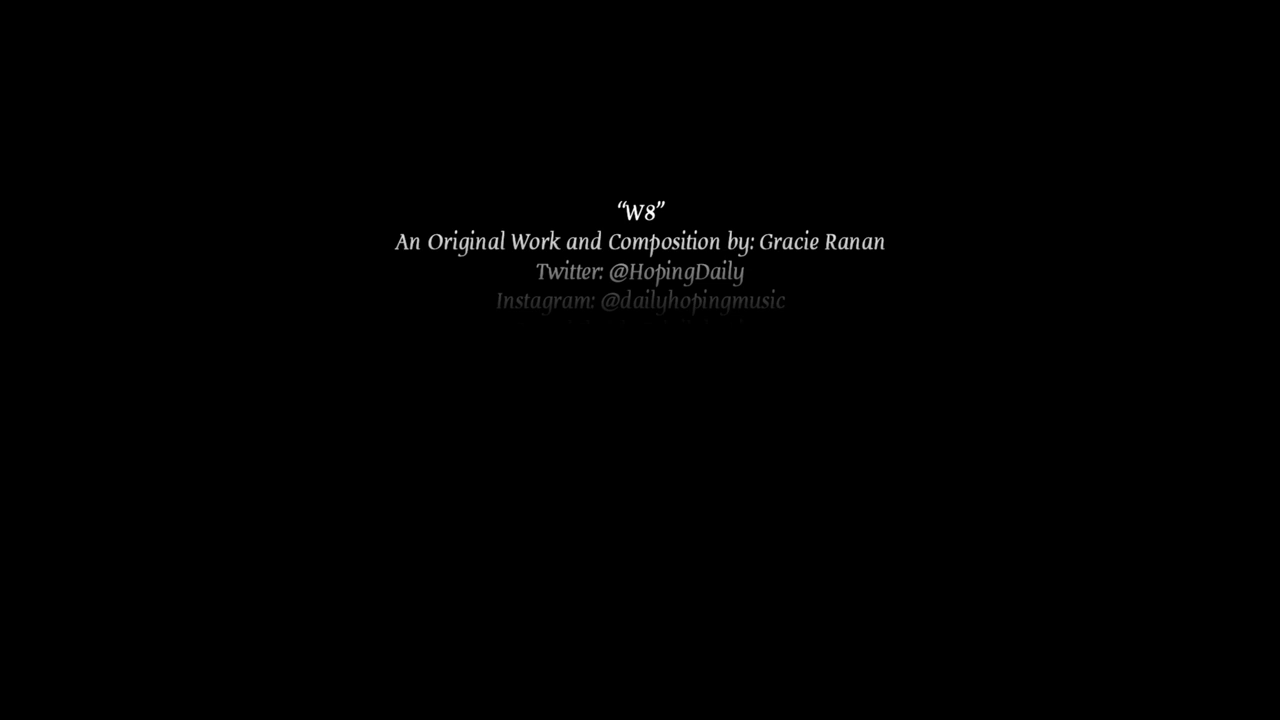 “W8”
An Original Work and Composition by: Gracie Ranan
Twitter: @HopingDaily
Instagram: @dailyhopingmusic